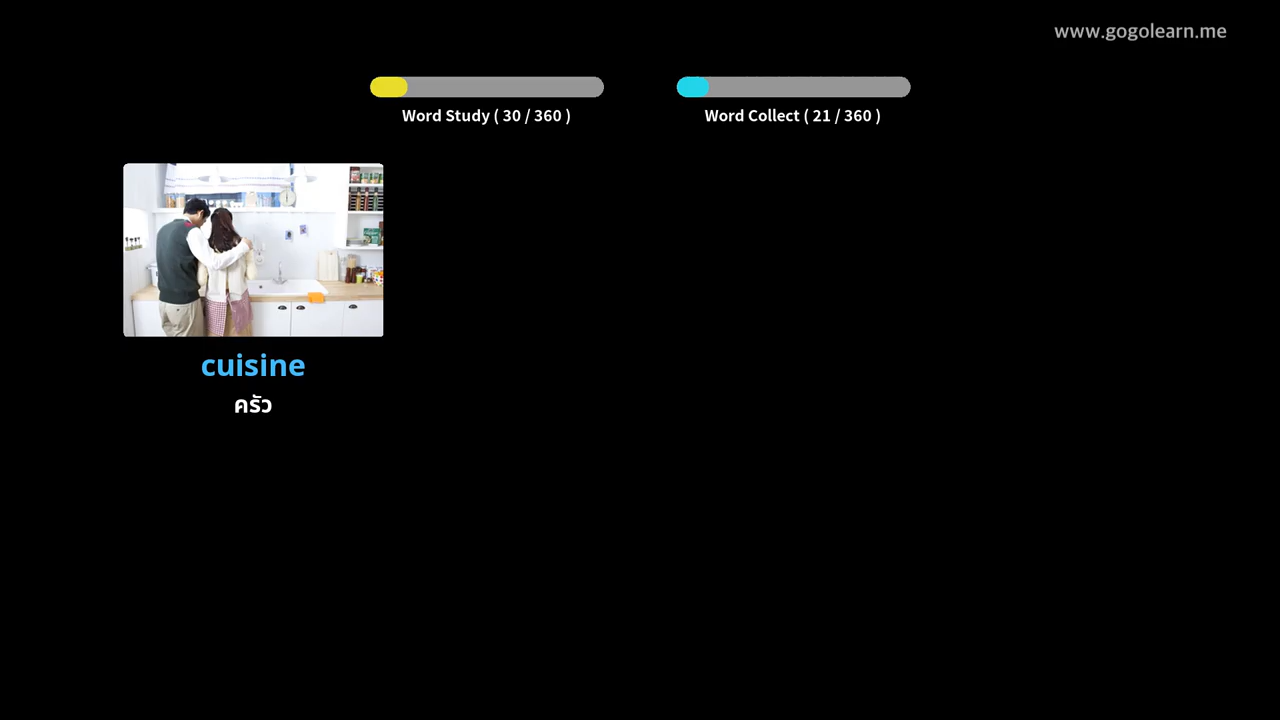 www.gogolearn.me
Word Study ( 30 / 360 )
Word Collect ( 21 / 360 )
cuisine
ครัว